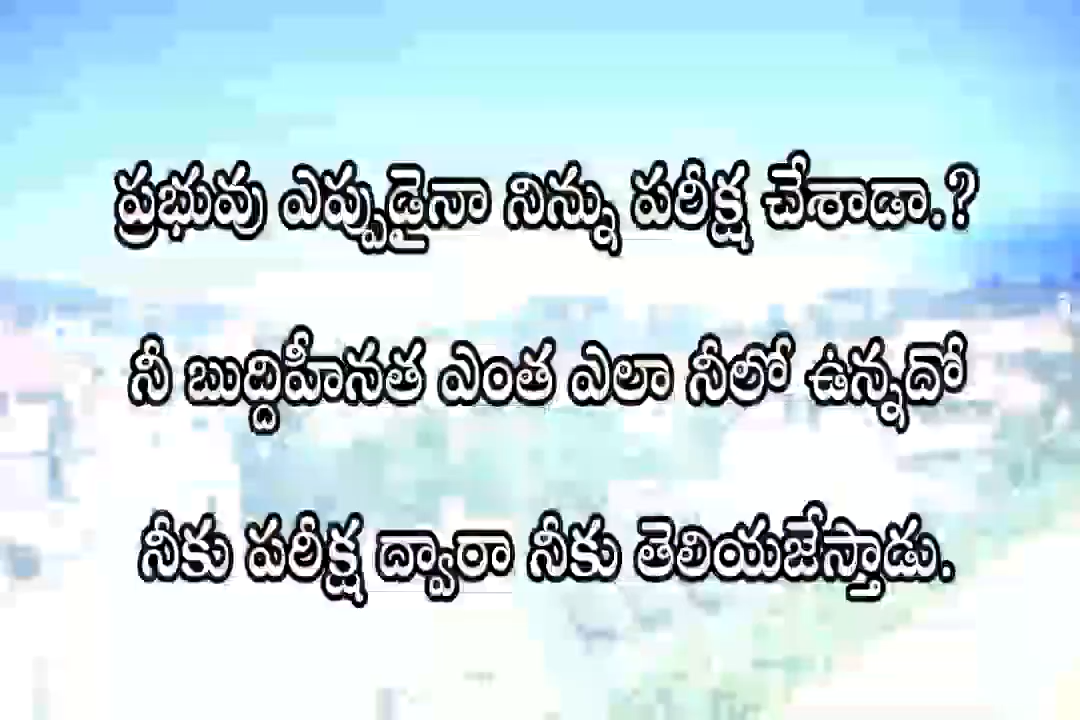 ప్రభువు ఎప్పుడైనా నిన్ను పరీక్ష చేశాడా.?
నీ బుద్దిహీనత ఎంత ఎలా నీలో ఉన్నదో
నీకు పరీక్ష ద్వారా నీకు తెలియజేస్తాడు.